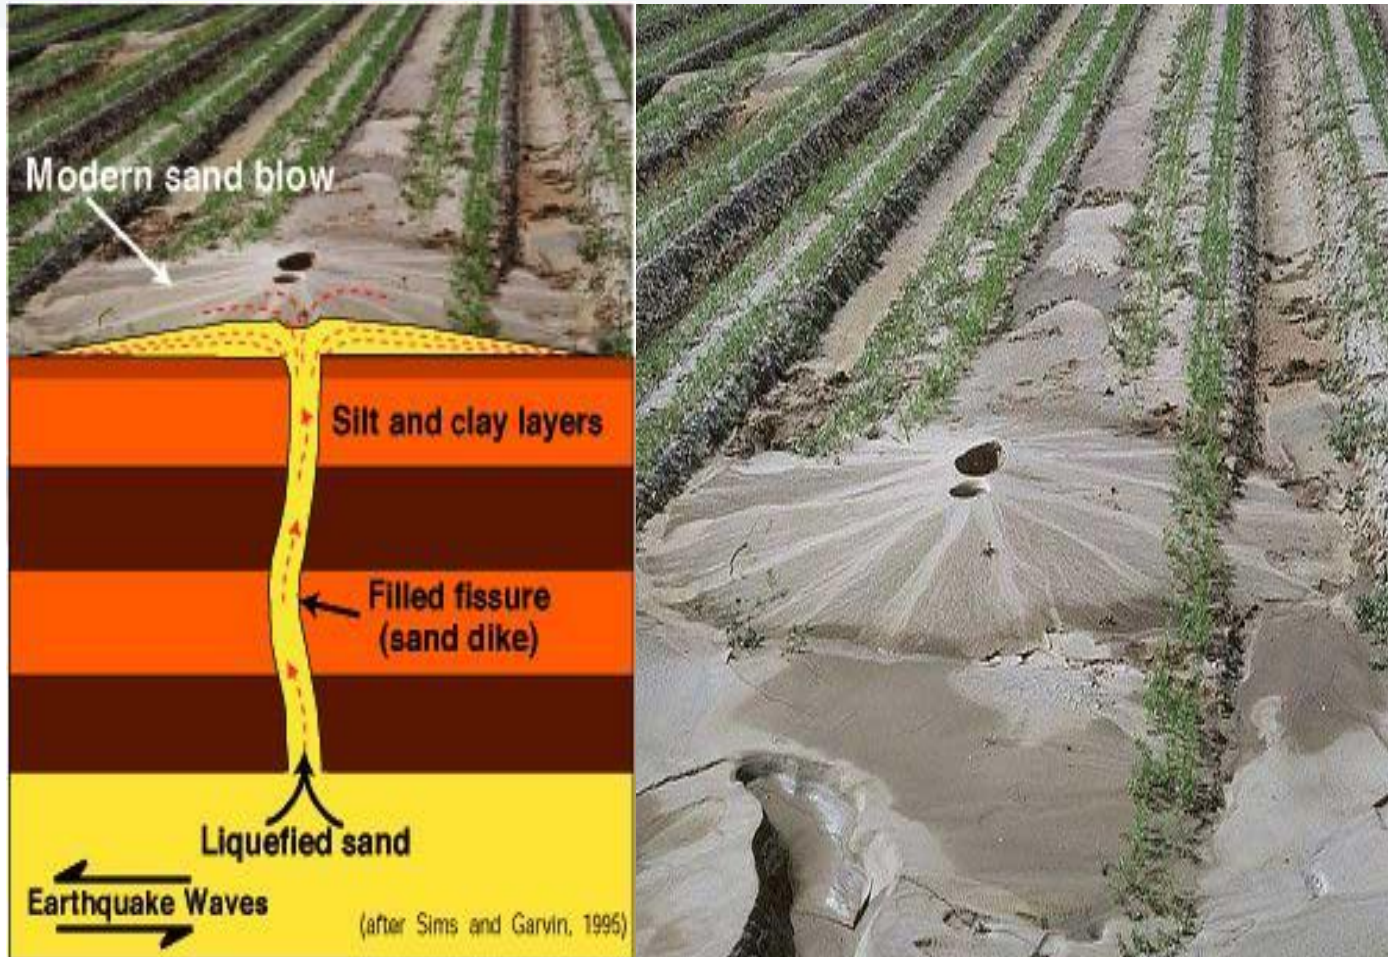 Modern sand blow
Silt and clay layers
Filled fissure
(sand dike)
Liquefied sand
Earthquake Waves
(after Sims and Garvin, 1995)